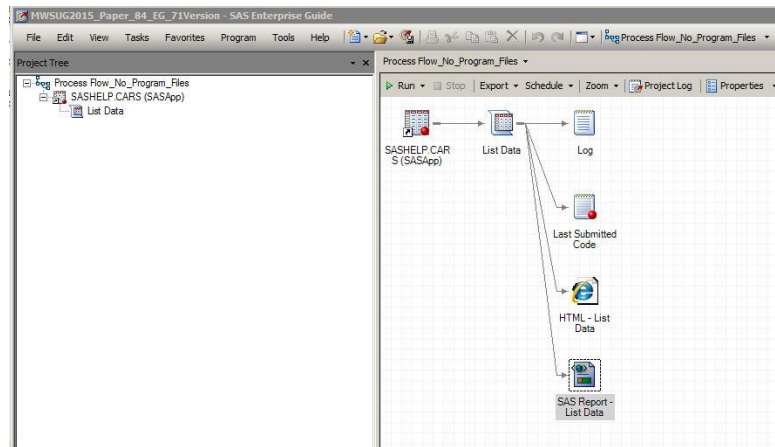 MWSUG2015_Paper_84_EG_71Version - SAS Enterprise Guide
File Edit View Tasks Favorites Program Tools Help Process Flow_No_Program_Files
Project Tree
Process Flow_No_Program_Files
Process Flow_No_Program_Files
SASHELP.CARS (SASApp)
List Data
Run Stop Export Schedule Zoom Project Log Properties
SASHELP.CAR
S (SASApp)
List Data
Log
Last Submitted
Code
HTML - List
Data
SAS Report -
List Data